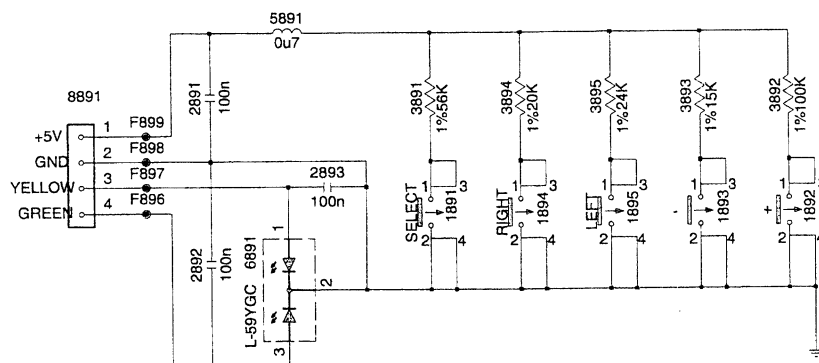 5891
0u7
8891
2891
100n
3891
1%56K
3894
1%20K
3895
1%24K
3893
1%15K
3892
1%100K
+5V
1
F899
GND
2
F898
YELLOW
3
F897
GREEN
4
F896
2893
100n
2892
100n
L-59YGC
6891
1
2
3
SELECT
1
3
1891
2
4
RIGHT
1
3
1894
2
4
LEFT
1
3
1895
2
4
-
1
3
1893
2
4
+
1
3
1892
2
4